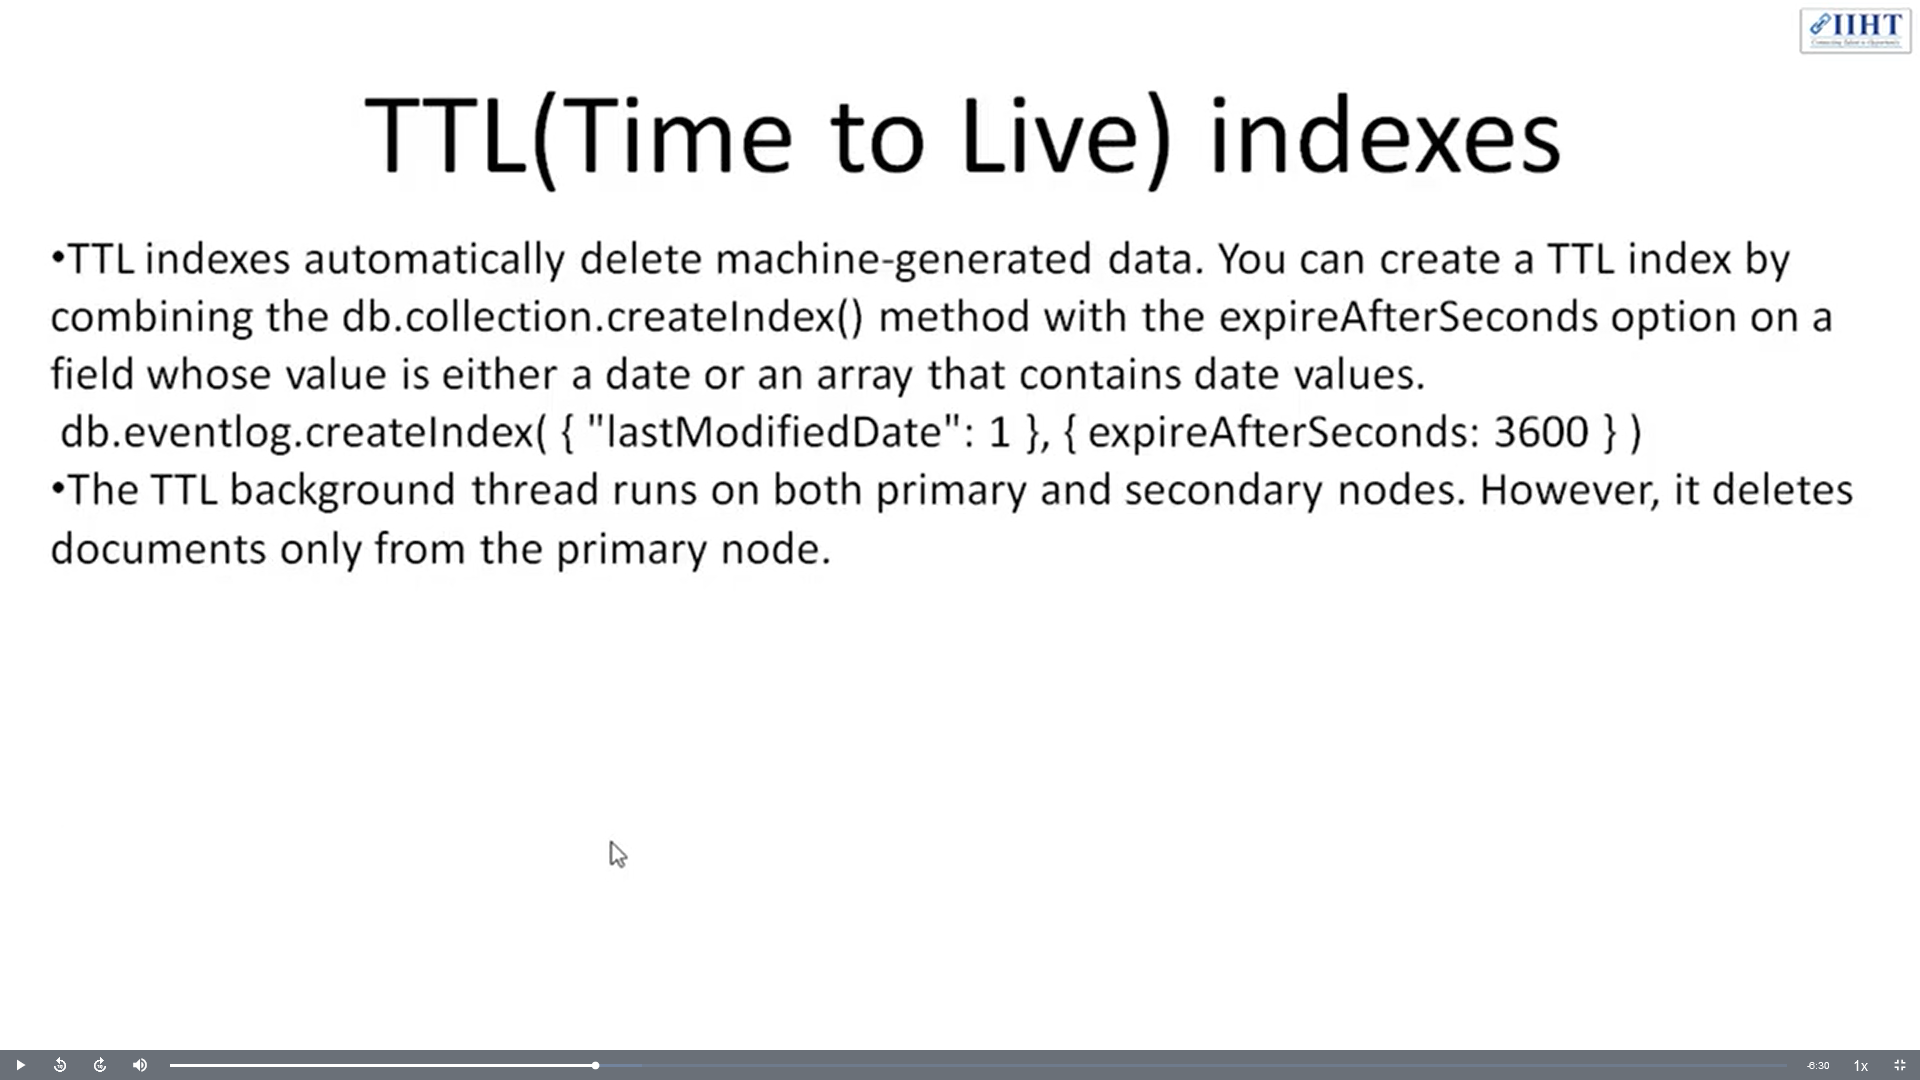 IIHT
TTL(Time to Live) indexes
•TTL indexes automatically delete machine-generated data. You can create a TTL index by
combining the db.collection.createIndex() method with the expireAfterSeconds option on a
field whose value is either a date or an array that contains date values.
db.eventlog.createIndex( { "lastModifiedDate": 1 }, { expireAfterSeconds: 3600 } )
•The TTL background thread runs on both primary and secondary nodes. However, it deletes
documents only from the primary node.
-6:30
1x